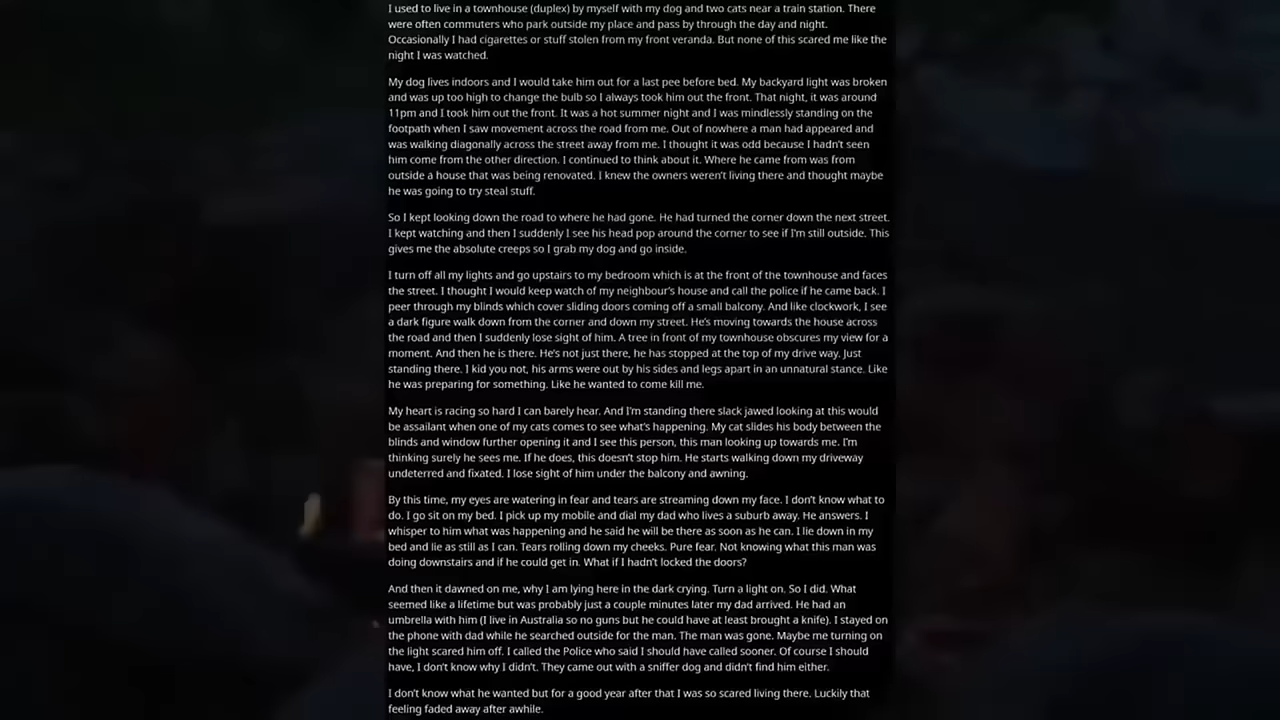 I used to live in a townhouse (duplex) by myself with my dog and two cats near a train station. There
were often commuters who park outside my place and pass by through the day and night.
Occasionally I had cigarettes or stuff stolen from my front veranda. But none of this scared me like the
night I was watched.
My dog lives indoors and I would take him out for a last pee before bed. My backyard light was broken
and was up too high to change the bulb so I always took him out the front. That night, it was around
11pm and I took him out the front. It was a hot summer night and I was mindlessly standing on the
footpath when I saw movement across the road from me. Out of nowhere a man had appeared and
was walking diagonally across the street away from me. I thought it was odd because I hadn't seen
him come from the other direction. I continued to think about it. Where he came from was from
outside a house that was being renovated. I knew the owners weren't living there and thought maybe
he was going to try steal stuff.
So I kept looking down the road to where he had gone. He had turned the corner down the next street.
I kept watching and then I suddenly I see his head pop around the corner to see if I'm still outside. This
gives me the absolute creeps so I grab my dog and go inside.
I turn off all my lights and go upstairs to my bedroom which is at the front of the townhouse and faces
the street. I thought I would keep watch of my neighbour's house and call the police if he came back. I
peer through my blinds which cover sliding doors coming off a small balcony. And like clockwork, I see
a dark figure walk down from the corner and down my street. He's moving towards the house across
the road and then I suddenly lose sight of him. A tree in front of my townhouse obscures my view for a
moment. And then he is there. He's not just there, he has stopped at the top of my drive way. Just
standing there. I kid you not, his arms were out by his sides and legs apart in an unnatural stance. Like
he was preparing for something. Like he wanted to come kill me.
My heart is racing so hard I can barely hear. And I'm standing there slack jawed looking at this would
be assailant when one of my cats comes to see what's happening. My cat slides his body between the
blinds and window further opening it and I see this person, this man looking up towards me. I'm
thinking surely he sees me. If he does, this doesn't stop him. He starts walking down my driveway
undeterred and fixated. I lose sight of him under the balcony and awning.
By this time, my eyes are watering in fear and tears are streaming down my face. I don't know what to
do. I go sit on my bed. I pick up my mobile and dial my dad who lives a suburb away. He answers. I
whisper to him what was happening and he said he will be there as soon as he can. I lie down in my
bed and lie as still as I can. Tears rolling down my cheeks. Pure fear. Not knowing what this man was
doing downstairs and if he could get in. What if I hadn't locked the doors?
And then it dawned on me, why I am lying here in the dark crying. Turn a light on. So I did. What
seemed like a lifetime but was probably just a couple minutes later my dad arrived. He had an
umbrella with him (I live in Australia so no guns but he could have at least brought a knife). I stayed on
the phone with dad while he searched outside for the man. The man was gone. Maybe me turning on
the light scared him off. I called the Police who said I should have called sooner. Of course I should
have, I don't know why I didn't. They came out with a sniffer dog and didn't find him either.
I don't know what he wanted but for a good year after that I was so scared living there. Luckily that
feeling faded away after awhile.